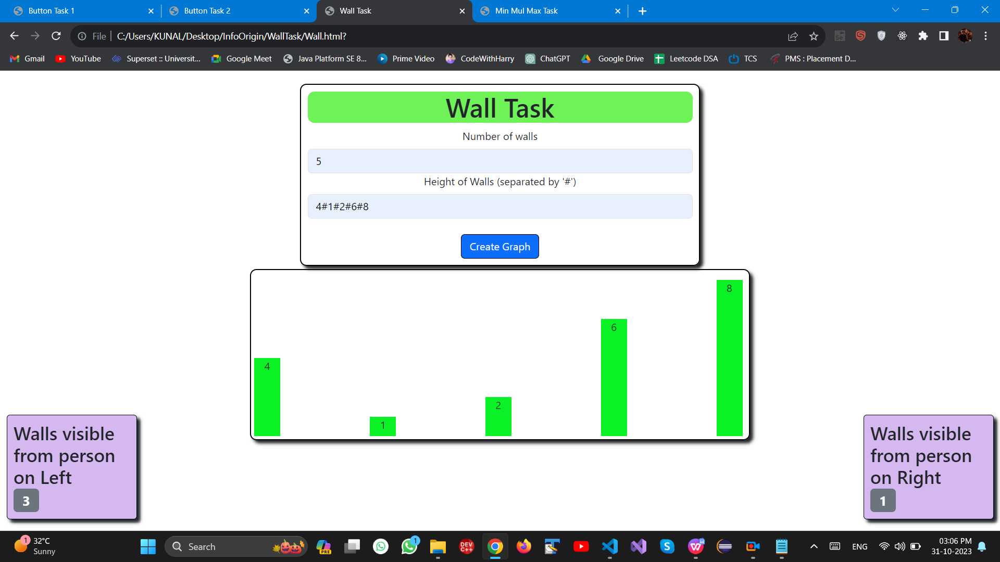 Button Task 1
Button Task 2
Wall Task
Min Mul Max Task
File
C:/Users/KUNAL/Desktop/InfoOrigin/WallTask/Wall.html?
Gmail
YouTube
Superset :: Universit...
Google Meet
Java Platform SE 8...
Prime Video
CodeWithHarry
ChatGPT
Google Drive
Leetcode DSA
TCS
PMS : Placement D...
Wall Task
Number of walls
5
Height of Walls (separated by '#')
4#1#2#6#8
Create Graph
4
1
2
6
8
Walls visible
from person
on Left
3
Walls visible
from person
on Right
1
1
32°C
Sunny
Search
PRE
1
DEV
C++
ENG
03:06 PM
31-10-2023